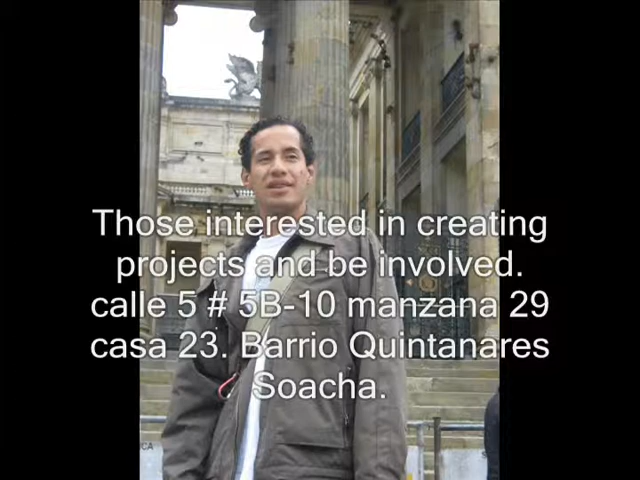 Those interested in creating
projects and be involved.
calle 5 # 5B-10 manzana 29
casa 23. Barrio Quintanares
Soacha.